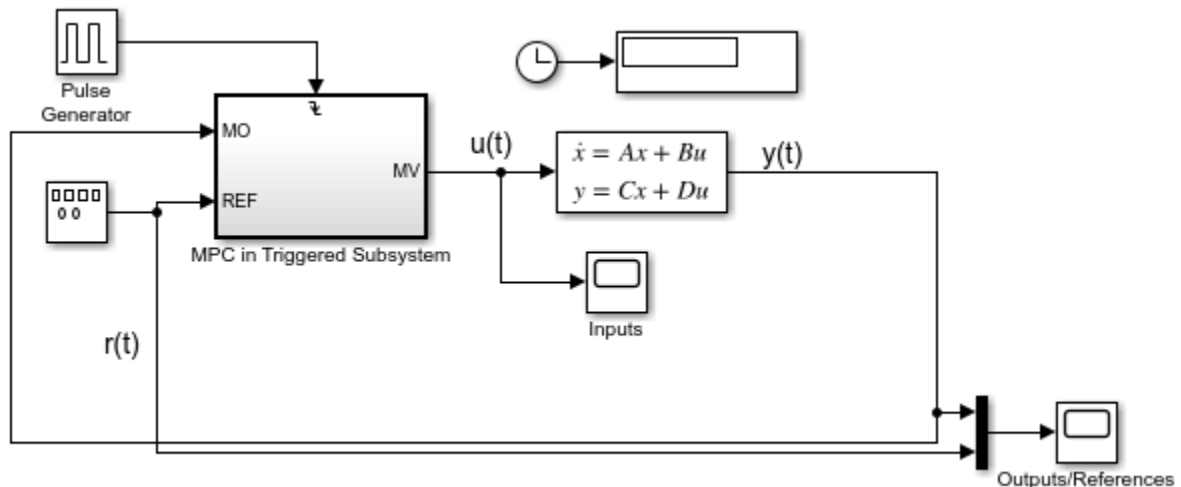 Pulse
Generator
MO
REF
MV
MPC in Triggered Subsystem
u(t)
ẋ = Ax + Bu
y = Cx + Du
y(t)
Inputs
r(t)
Outputs/References